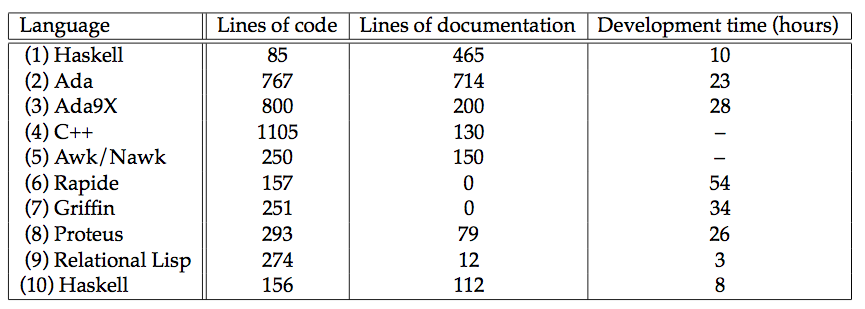 Language Lines of code Lines of documentation Development time (hours)
(1) Haskell 85 465 10
(2) Ada 767 714 23
(3) Ada9X 800 200 28
(4) C++ 1105 130 –
(5) Awk/Nawk 250 150 –
(6) Rapide 157 0 54
(7) Griffin 251 0 34
(8) Proteus 293 79 26
(9) Relational Lisp 274 12 3
(10) Haskell 156 112 8